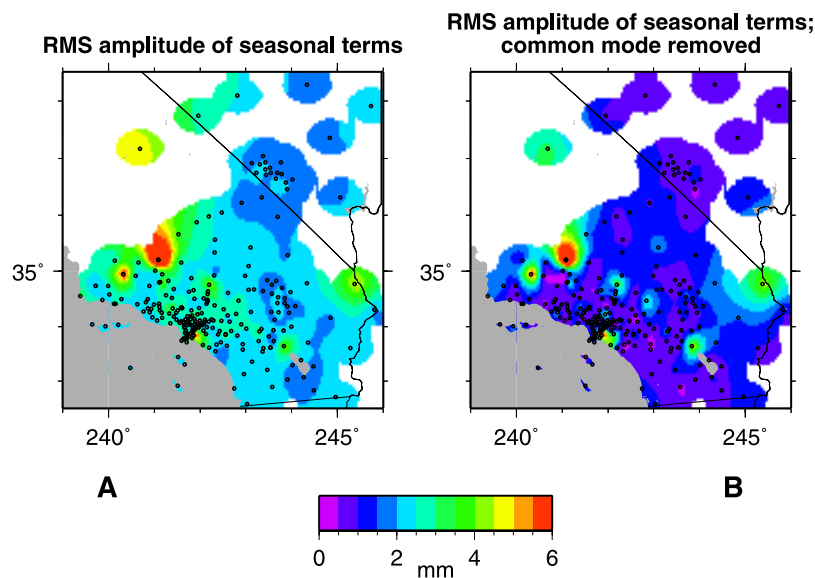 RMS amplitude of seasonal terms
RMS amplitude of seasonal terms;
common mode removed
35°
35°
240°
245°
240°
245°
A
B
0
2
4
6
mm